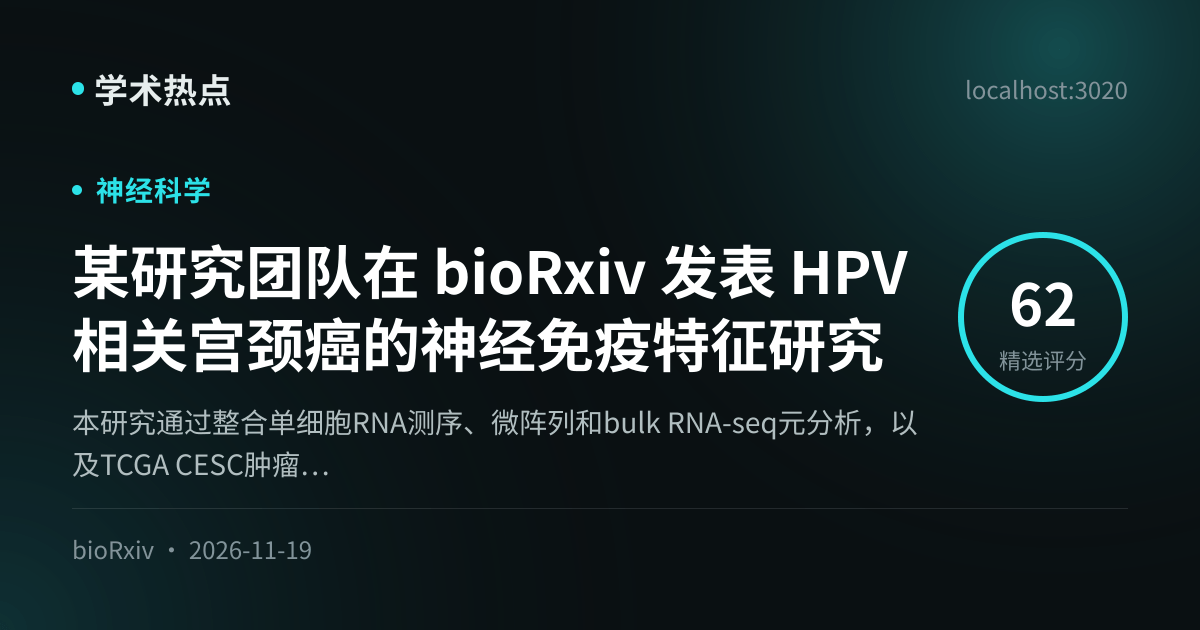 学术热点
localhost:3020
神经科学
某研究团队在 bioRxiv 发表 HPV
相关宫颈癌的神经免疫特征研究
62
精选评分
本研究通过整合单细胞RNA测序、微阵列和bulk RNA-seq元分析，以
及TCGA CESC肿瘤…
bioRxiv · 2026-11-19